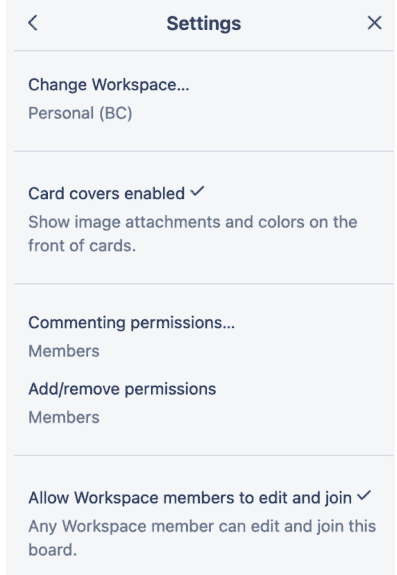 Settings
Change Workspace...
Personal (BC)
Card covers enabled ✓
Show image attachments and colors on the
front of cards.
Commenting permissions...
Members
Add/remove permissions
Members
Allow Workspace members to edit and join ✓
Any Workspace member can edit and join this
board.